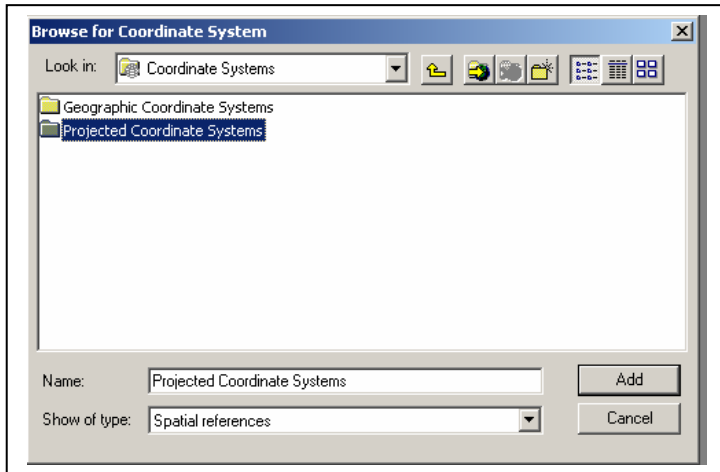 Browse for Coordinate System
Look in: Coordinate Systems
Geographic Coordinate Systems
Projected Coordinate Systems
Name: Projected Coordinate Systems Add
Show of type: Spatial references Cancel